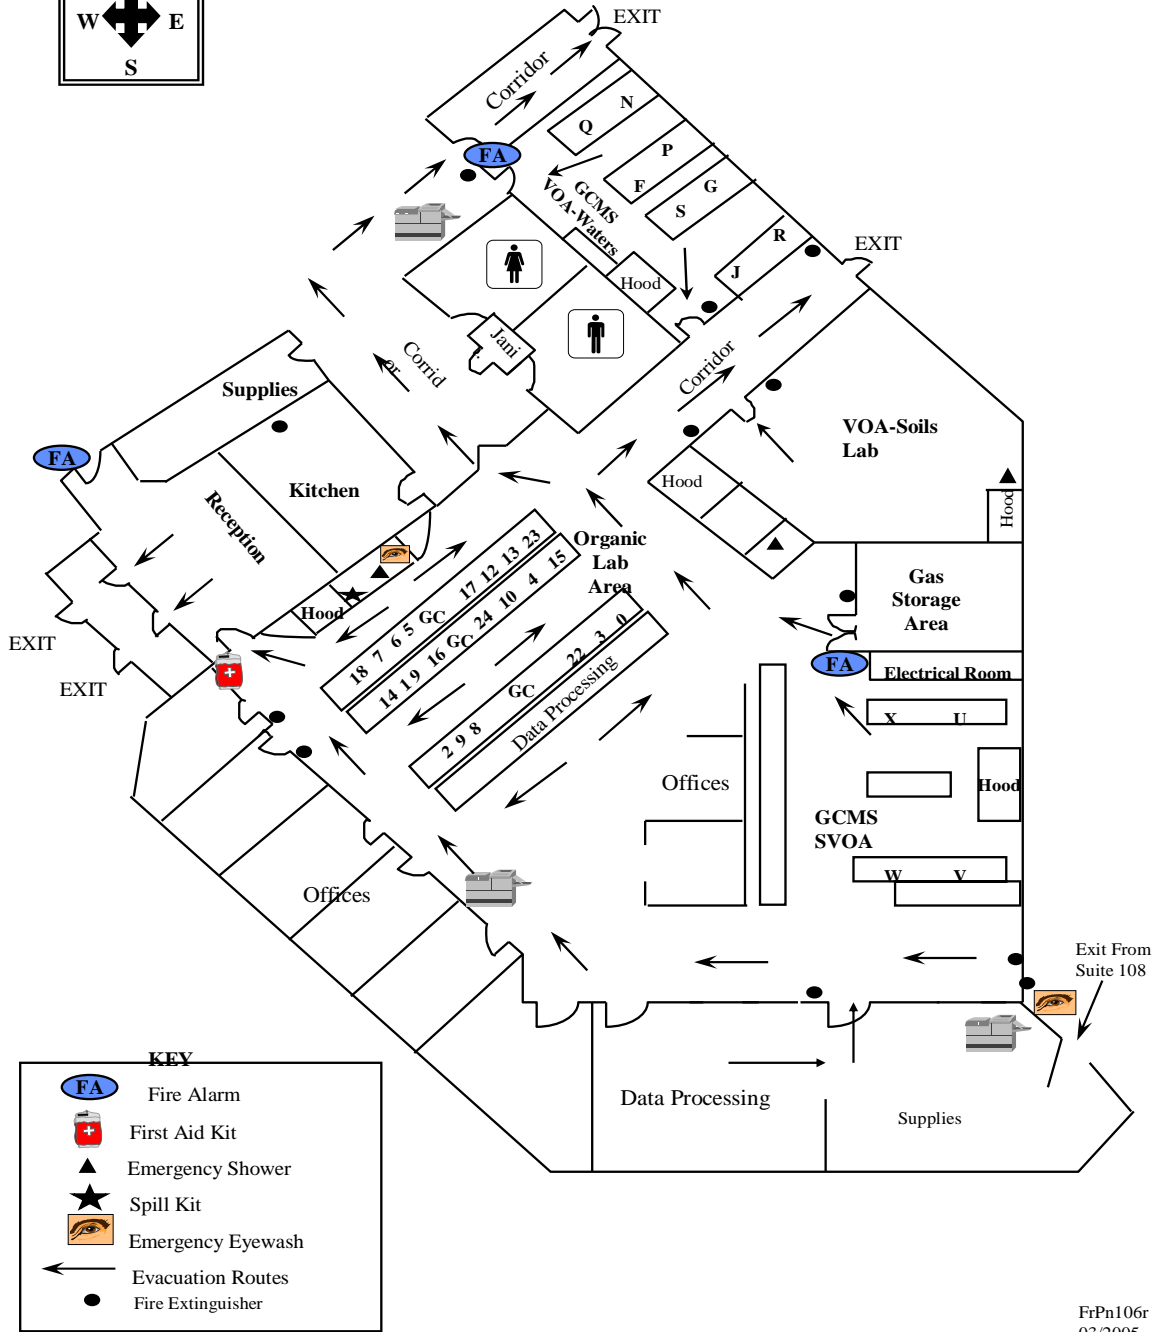 W E
S
EXIT
Corridor
N
Q
FA
P
F
GCMS
VOA-Waters
G
S
R
J
EXIT
Hood
Jani
Corrid
or
Corridor
Supplies
VOA-Soils
Lab
FA
Kitchen
Reception
Hood
Hood
Organic
Lab
Area
Hood
18 7 6 5 GC 17 12 13 23
14 19 16 GC 24 10 4 15
2 9 8 GC 22 3 0
Data Processing
Gas
Storage
Area
FA
Electrical Room
X U
EXIT
EXIT
Offices
Hood
GCMS
SVOA
W V
Offices
Exit From
Suite 108
Data Processing
Supplies
KEY
FA Fire Alarm
First Aid Kit
Emergency Shower
Spill Kit
Emergency Eyewash
Evacuation Routes
Fire Extinguisher
FrPn106r